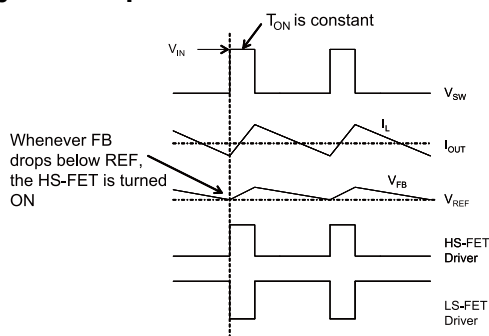 T_ON is constant
V_IN
V_SW
I_L
I_OUT
Whenever FB
drops below REF,
the HS-FET is turned
ON
V_FB
V_REF
HS-FET
Driver
LS-FET
Driver